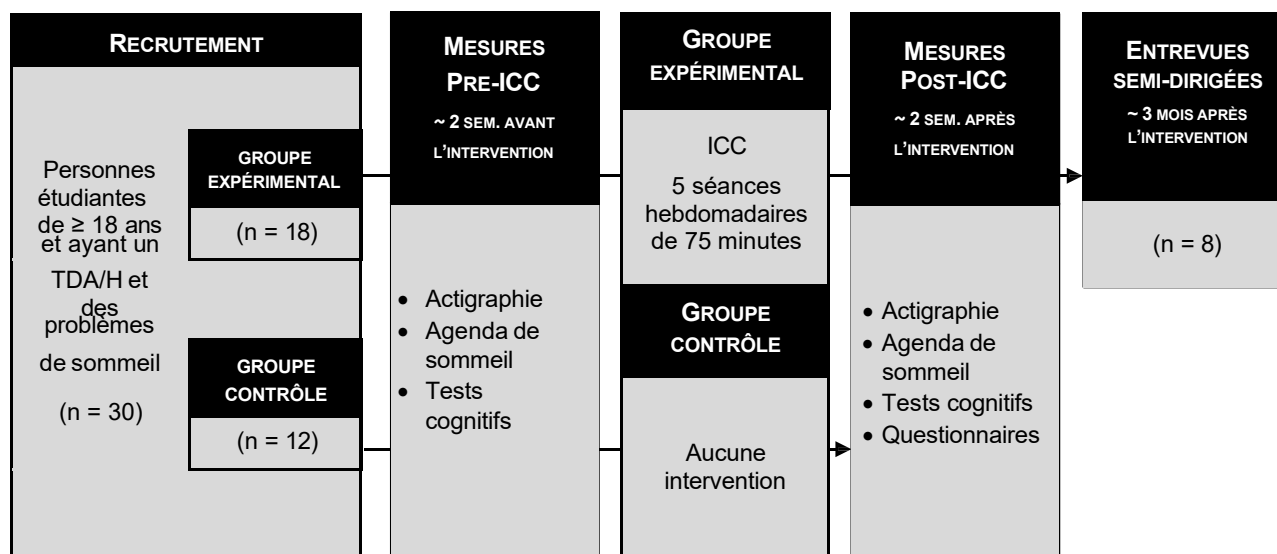 RECRUTEMENT
Personnes
étudiantes
de ≥ 18 ans
et ayant un
TDA/H et
des
problèmes
de sommeil
(n = 30)
GROUPE
EXPÉRIMENTAL
(n = 18)
GROUPE
CONTRÔLE
(n = 12)
MESURES
PRE-ICC
~ 2 SEM. AVANT
L'INTERVENTION
• Actigraphie
• Agenda de
sommeil
• Tests
cognitifs
GROUPE
EXPÉRIMENTAL
ICC
5 séances
hebdomadaires
de 75 minutes
GROUPE
CONTRÔLE
Aucune
intervention
MESURES
POST-ICC
~ 2 SEM. APRÈS
L'INTERVENTION
• Actigraphie
• Agenda de
sommeil
• Tests cognitifs
• Questionnaires
ENTREVUES
SEMI-DIRIGÉES
~ 3 MOIS APRÈS
L'INTERVENTION
(n = 8)